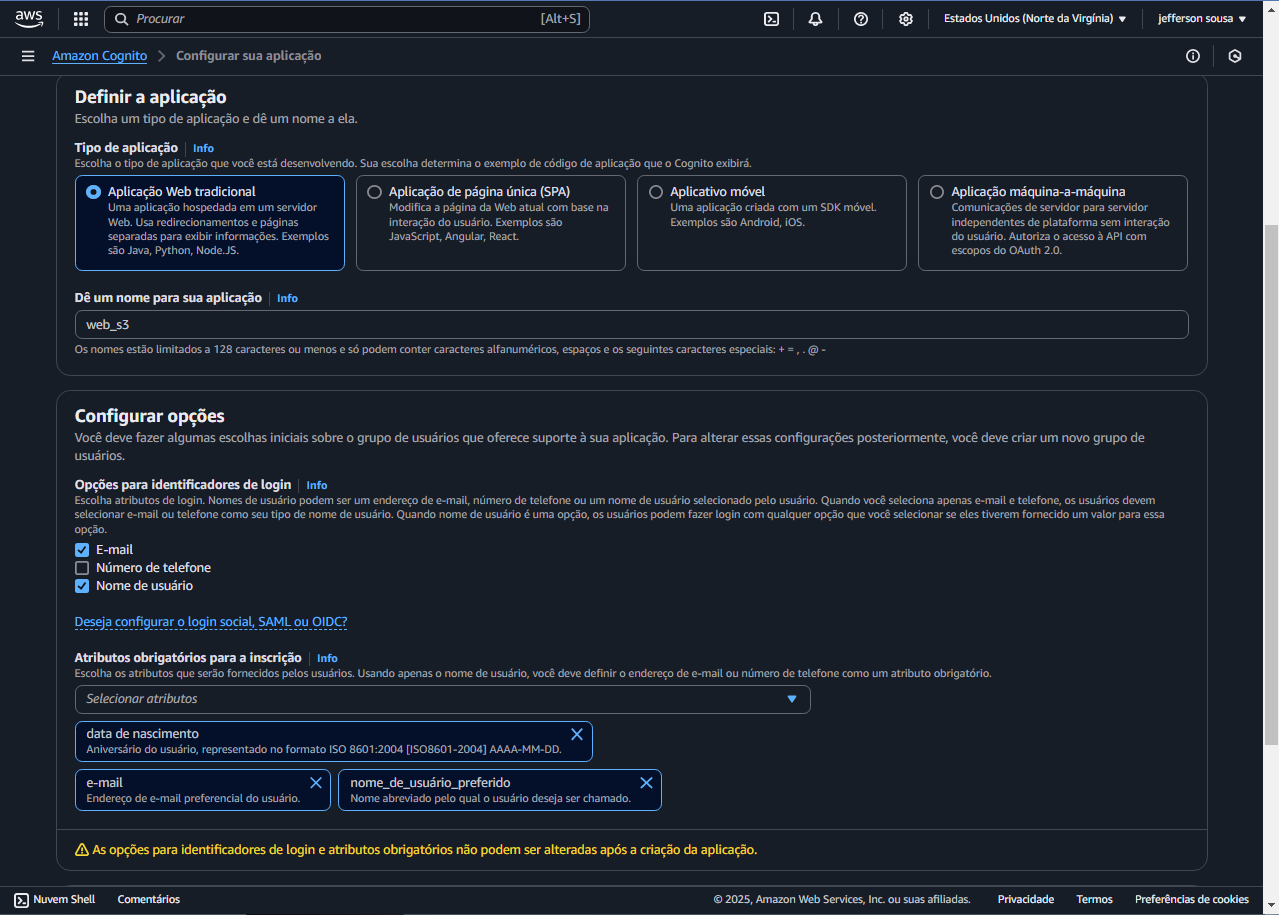 aws
Procurar [Alt+S]
Estados Unidos (Norte da Virgínia) ▼
jefferson sousa ▼
Amazon Cognito > Configurar sua aplicação
Definir a aplicação
Escolha um tipo de aplicação e dê um nome a ela.
Tipo de aplicação | Info
Escolha o tipo de aplicação que você está desenvolvendo. Sua escolha determina o exemplo de código de aplicação que o Cognito exibirá.
Aplicação Web tradicional
Uma aplicação hospedada em um servidor
Web. Usa redirecionamentos e páginas
separadas para exibir informações. Exemplos
são Java, Python, Node.JS.
Aplicação de página única (SPA)
Modifica a página da Web atual com base na
interação do usuário. Exemplos são
JavaScript, Angular, React.
Aplicativo móvel
Uma aplicação criada com um SDK móvel.
Exemplos são Android, iOS.
Aplicação máquina-a-máquina
Comunicações de servidor para servidor
independentes de plataforma sem interação
do usuário. Autoriza o acesso à API com
escopos do OAuth 2.0.
Dê um nome para sua aplicação | Info
web_s3
Os nomes estão limitados a 128 caracteres ou menos e só podem conter caracteres alfanuméricos, espaços e os seguintes caracteres especiais: + = , . @ -
Configurar opções
Você deve fazer algumas escolhas iniciais sobre o grupo de usuários que oferece suporte à sua aplicação. Para alterar essas configurações posteriormente, você deve criar um novo grupo de
usuários.
Opções para identificadores de login | Info
Escolha atributos de login. Nomes de usuário podem ser um endereço de e-mail, número de telefone ou um nome de usuário selecionado pelo usuário. Quando você seleciona apenas e-mail e telefone, os usuários devem
selecionar e-mail ou telefone como seu tipo de nome de usuário. Quando nome de usuário é uma opção, os usuários podem fazer login com qualquer opção que você selecionar se eles tiverem fornecido um valor para essa
opção.
E-mail
Número de telefone
Nome de usuário
Deseja configurar o login social, SAML ou OIDC?
Atributos obrigatórios para a inscrição | Info
Escolha os atributos que serão fornecidos pelos usuários. Usando apenas o nome de usuário, você deve definir o endereço de e-mail ou número de telefone como um atributo obrigatório.
Selecionar atributos
data de nascimento
Aniversário do usuário, representado no formato ISO 8601:2004 [ISO8601-2004] AAAA-MM-DD.
e-mail
Endereço de e-mail preferencial do usuário.
nome_de_usuário_preferido
Nome abreviado pelo qual o usuário deseja ser chamado.
As opções para identificadores de login e atributos obrigatórios não podem ser alteradas após a criação da aplicação.
Nuvem Shell
Comentários
© 2025, Amazon Web Services, Inc. ou suas afiliadas.
Privacidade
Termos
Preferências de cookies